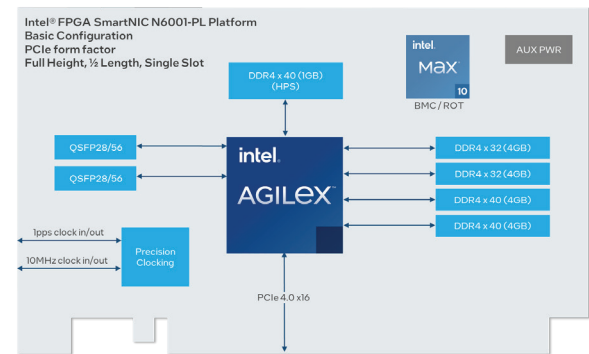 Intel® FPGA SmartNIC N6001-PL Platform
Basic Configuration
PCIe form factor
Full Height, ½ Length, Single Slot
intel.
MAX
10
BMC / ROT
AUX PWR
DDR4 x 40 (1GB)
(HPS)
QSFP28/56
QSFP28/56
intel.
AGILEX™
DDR4 x 32 (4GB)
DDR4 x 32 (4GB)
DDR4 x 40 (4GB)
DDR4 x 40 (4GB)
1pps clock in/out
10MHz clock in/out
Precision
Clocking
PCIe 4.0 x16